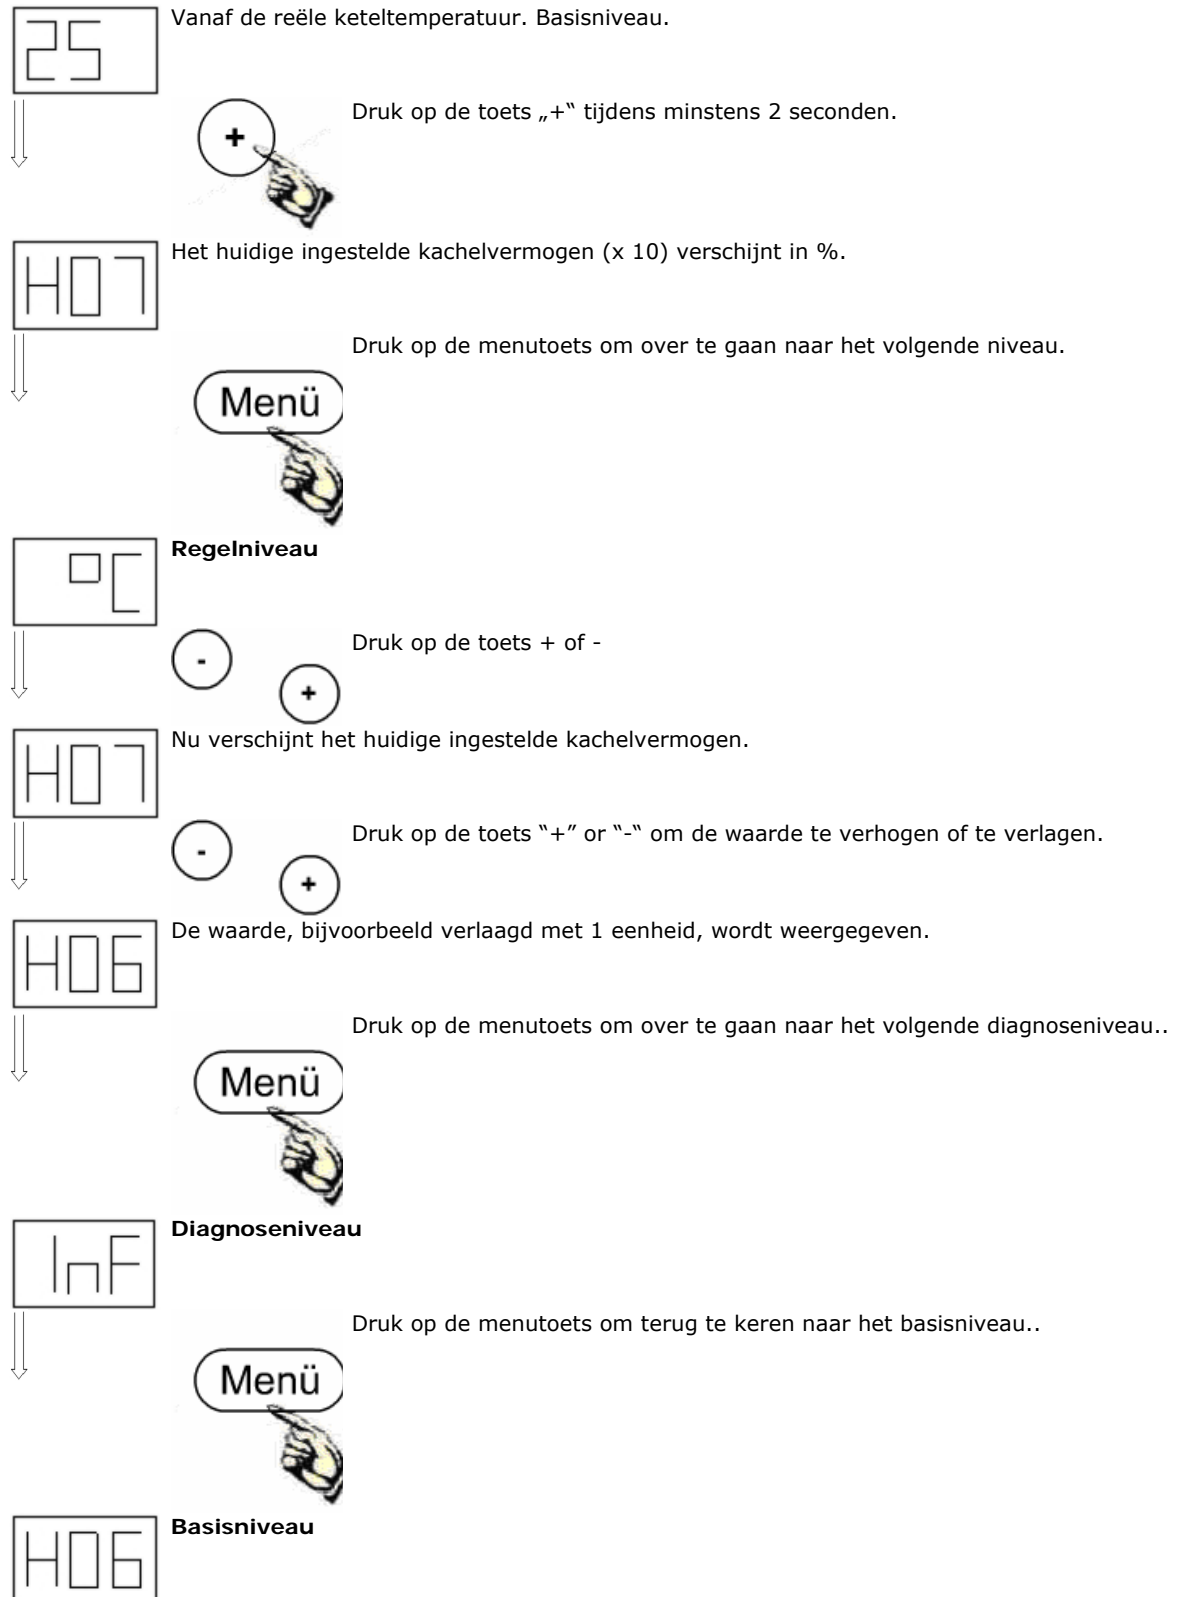 25
Vanaf de reële keteltemperatuur. Basisniveau.
+
Druk op de toets „+“ tijdens minstens 2 seconden.
H07
Het huidige ingestelde kachelvermogen (x 10) verschijnt in %.
Druk op de menutoets om over te gaan naar het volgende niveau.
Menü
°C
Regelniveau
Druk op de toets + of -
-
+
H07
Nu verschijnt het huidige ingestelde kachelvermogen.
Druk op de toets “+” or “-“ om de waarde te verhogen of te verlagen.
-
+
H06
De waarde, bijvoorbeeld verlaagd met 1 eenheid, wordt weergegeven.
Druk op de menutoets om over te gaan naar het volgende diagnoseniveau..
Menü
InF
Diagnoseniveau
Druk op de menutoets om terug te keren naar het basisniveau..
Menü
H06
Basisniveau